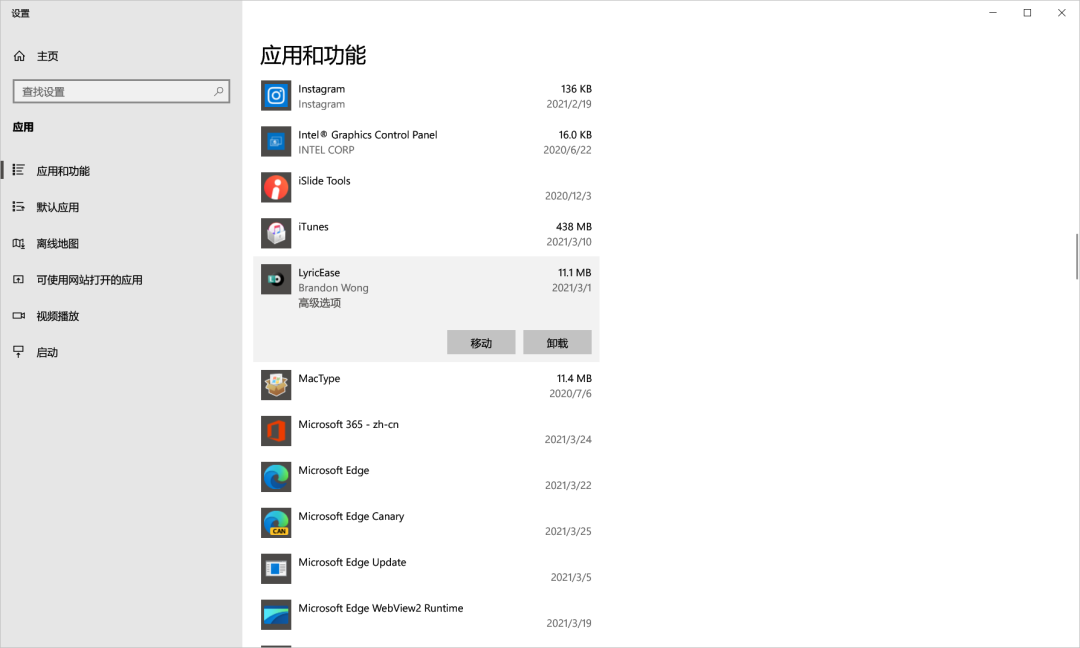 设置
主页
查找设置
应用
应用和功能
默认应用
离线地图
可使用网站打开的应用
视频播放
启动
应用和功能
Instagram 136 KB
Instagram 2021/2/19
Intel® Graphics Control Panel 16.0 KB
INTEL CORP 2020/6/22
iSlide Tools
2020/12/3
iTunes 438 MB
2021/3/10
LyricEase 11.1 MB
Brandon Wong 2021/3/1
高级选项
移动 卸载
MacType 11.4 MB
2020/7/6
Microsoft 365 - zh-cn
2021/3/24
Microsoft Edge
2021/3/22
Microsoft Edge Canary
CAN
2021/3/25
Microsoft Edge Update
2021/3/5
Microsoft Edge WebView2 Runtime
2021/3/19